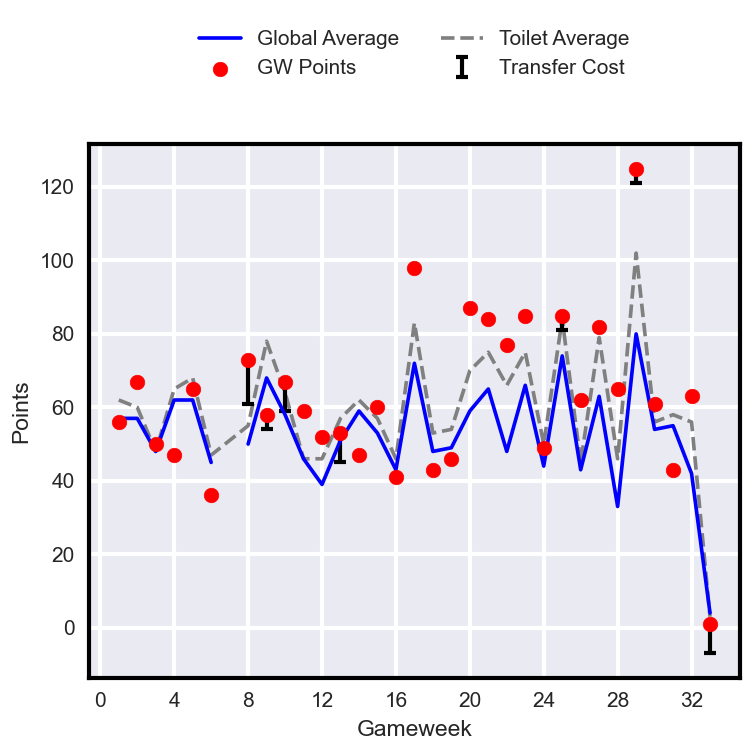 Global Average
Toilet Average
GW Points
Transfer Cost
120
100
80
60
40
20
0
Points
0 4 8 12 16 20 24 28 32
Gameweek